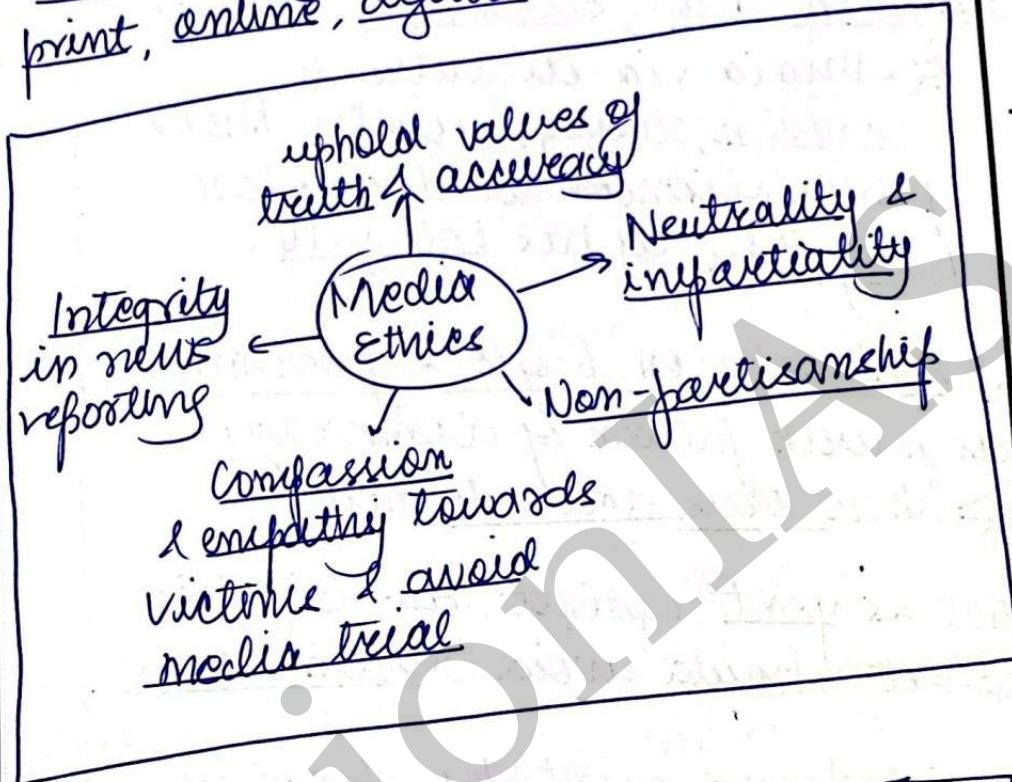 print, online,
uphold values of
truth & accuracy
Neutrality &
impartiality
Media
Ethics
Integrity
in news
reporting
Non-partisanship
Compassion
& empathy towards
victims & avoid
media trial
ionIAS